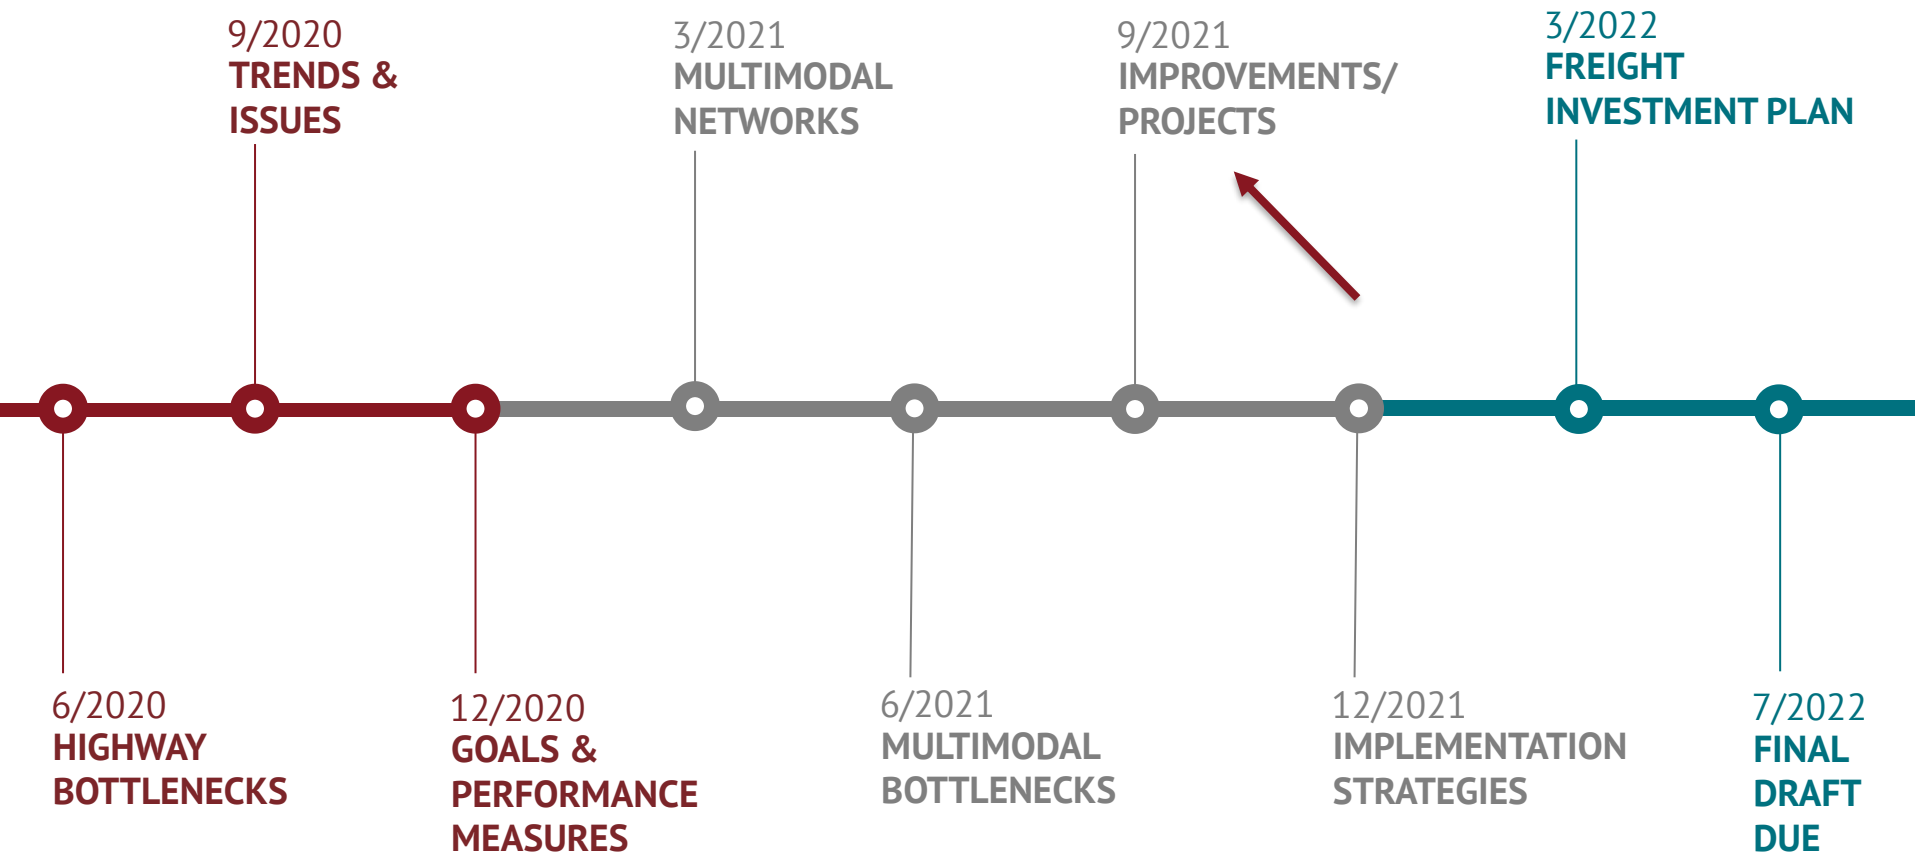 9/2020
TRENDS &
ISSUES
3/2021
MULTIMODAL
NETWORKS
9/2021
IMPROVEMENTS/
PROJECTS
3/2022
FREIGHT
INVESTMENT PLAN
6/2020
HIGHWAY
BOTTLENECKS
12/2020
GOALS &
PERFORMANCE
MEASURES
6/2021
MULTIMODAL
BOTTLENECKS
12/2021
IMPLEMENTATION
STRATEGIES
7/2022
FINAL
DRAFT
DUE